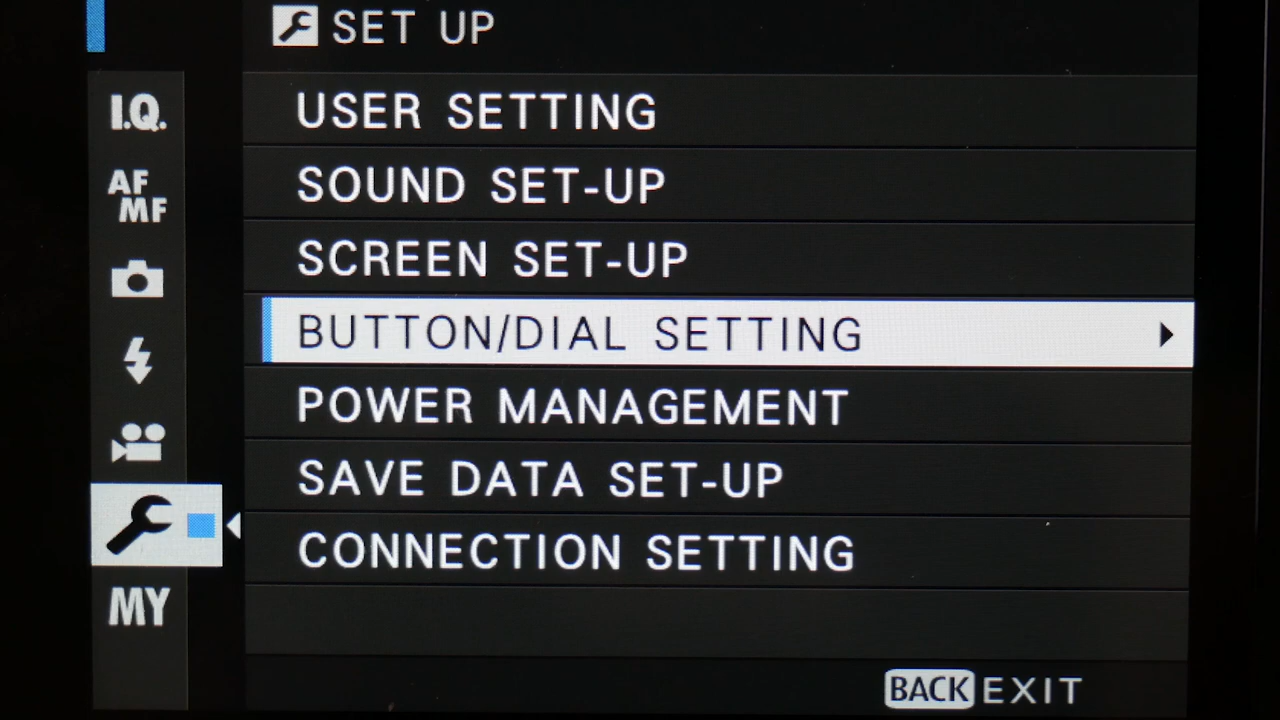 SET UP
I.Q.
USER SETTING
AF
MF
SOUND SET-UP
SCREEN SET-UP
BUTTON/DIAL SETTING
POWER MANAGEMENT
SAVE DATA SET-UP
CONNECTION SETTING
MY
BACK EXIT